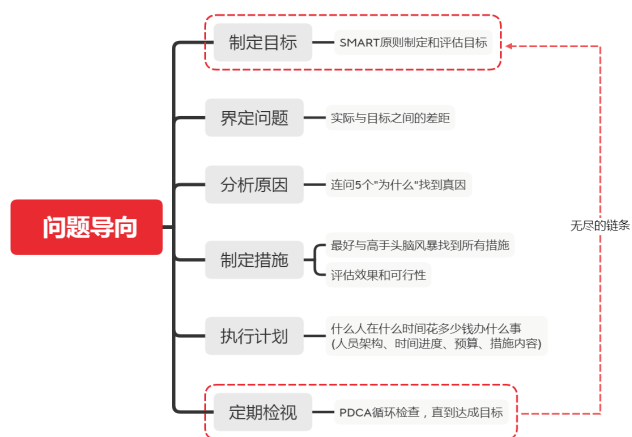 制定目标
SMART原则制定和评估目标
界定问题
实际与目标之间的差距
分析原因
连问5个"为什么"找到真因
问题导向
无尽的链条
制定措施
最好与高手头脑风暴找到所有措施
评估效果和可行性
执行计划
什么人在什么时间花多少钱办什么事
(人员架构、时间进度、预算、措施内容)
定期检视
PDCA循环检查，直到达成目标